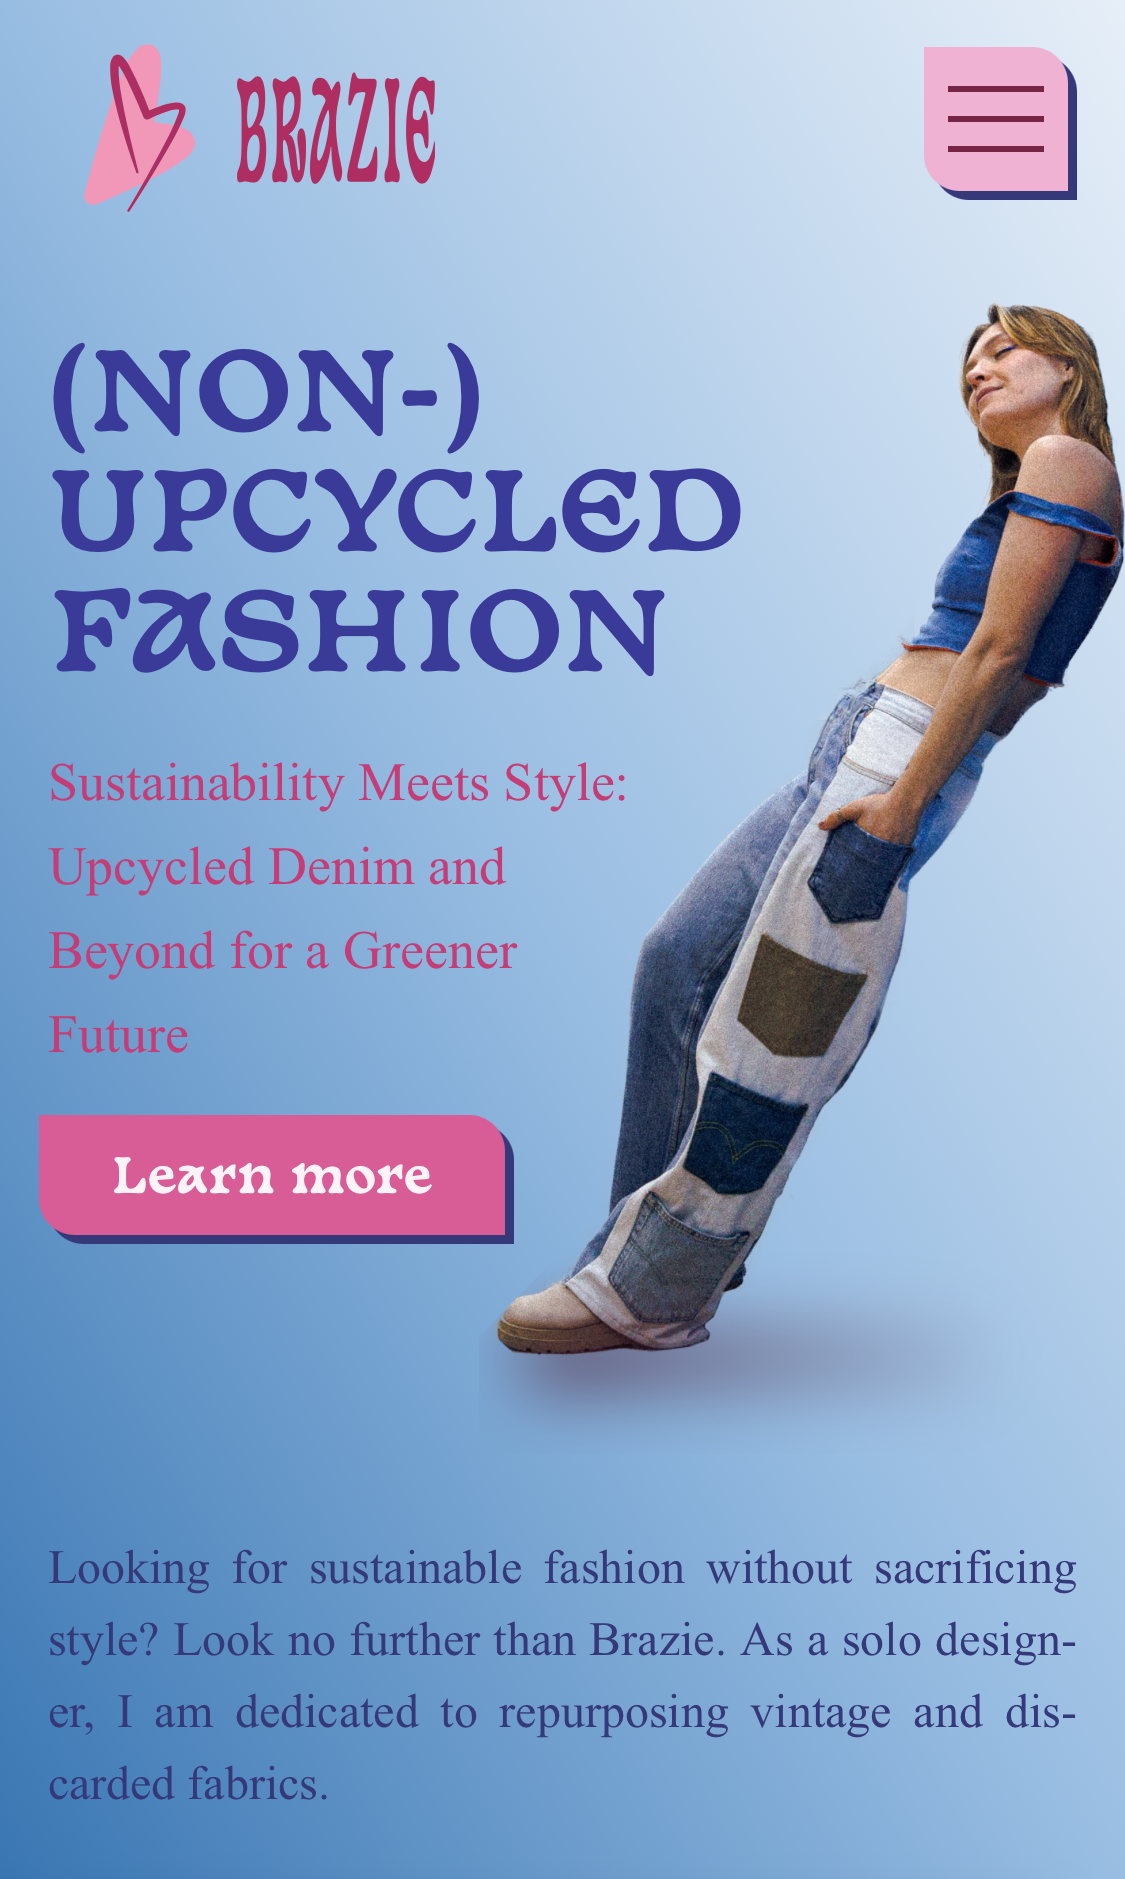 BRAZIE
(NON-)
UPCYCLED
FASHION
Sustainability Meets Style:
Upcycled Denim and
Beyond for a Greener
Future
Learn more
Looking for sustainable fashion without sacrificing
style? Look no further than Brazie. As a solo design-
er, I am dedicated to repurposing vintage and dis-
carded fabrics.